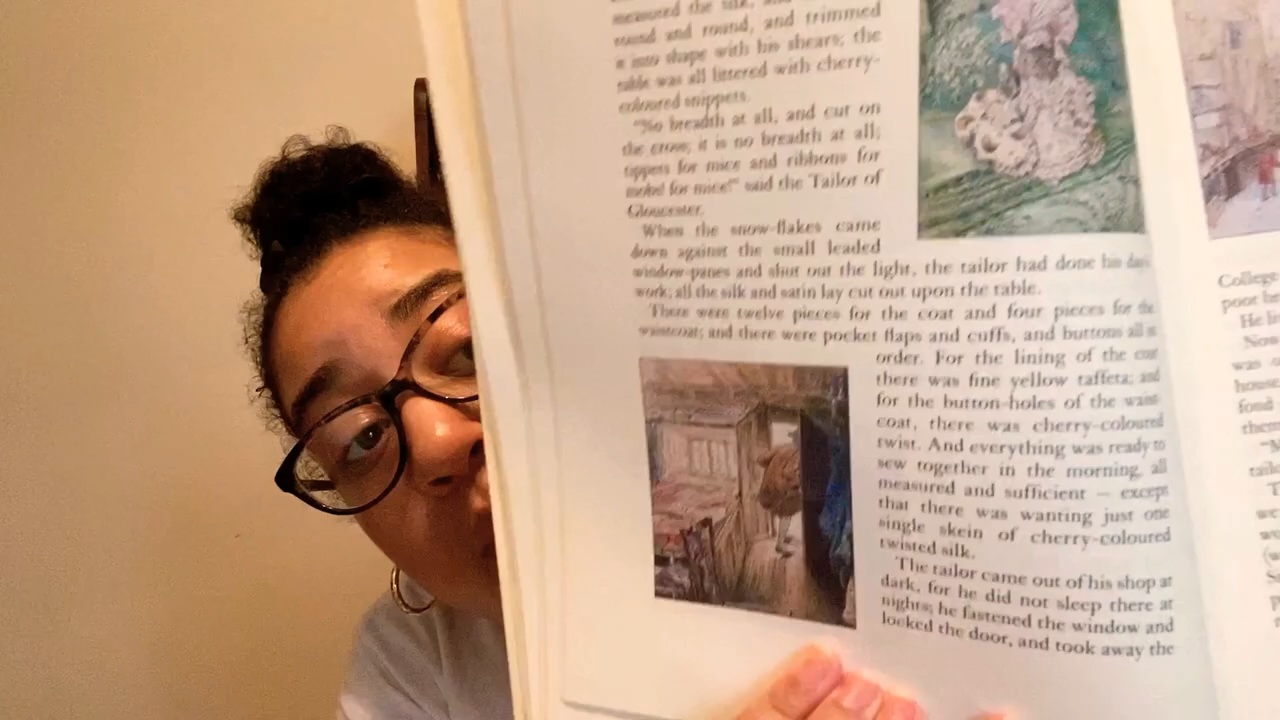 measured the silk, and
round and round, and trimmed
it into shape with his shears; the
table was all littered with cherry-
coloured snippets.
"No breadth at all, and cut on
the cross; it is no breadth at all;
tippets for mice and ribbons for
mobs! for mice!" said the Tailor of
Gloucester.
When the snow-flakes came
down against the small leaded
window-panes and shut out the light, the tailor had done his day's
work; all the silk and satin lay cut out upon the table.
There were twelve pieces for the coat and four pieces for the
waistcoat; and there were pocket flaps and cuffs, and buttons all in
order. For the lining of the coat
there was fine yellow taffeta; and
for the button-holes of the waist-
coat, there was cherry-coloured
twist. And everything was ready to
sew together in the morning, all
measured and sufficient — except
that there was wanting just one
single skein of cherry-coloured
twisted silk.
The tailor came out of his shop at
dark, for he did not sleep there at
nights; he fastened the window and
locked the door, and took away the
College
poor
He
Now
was
house
fond
them